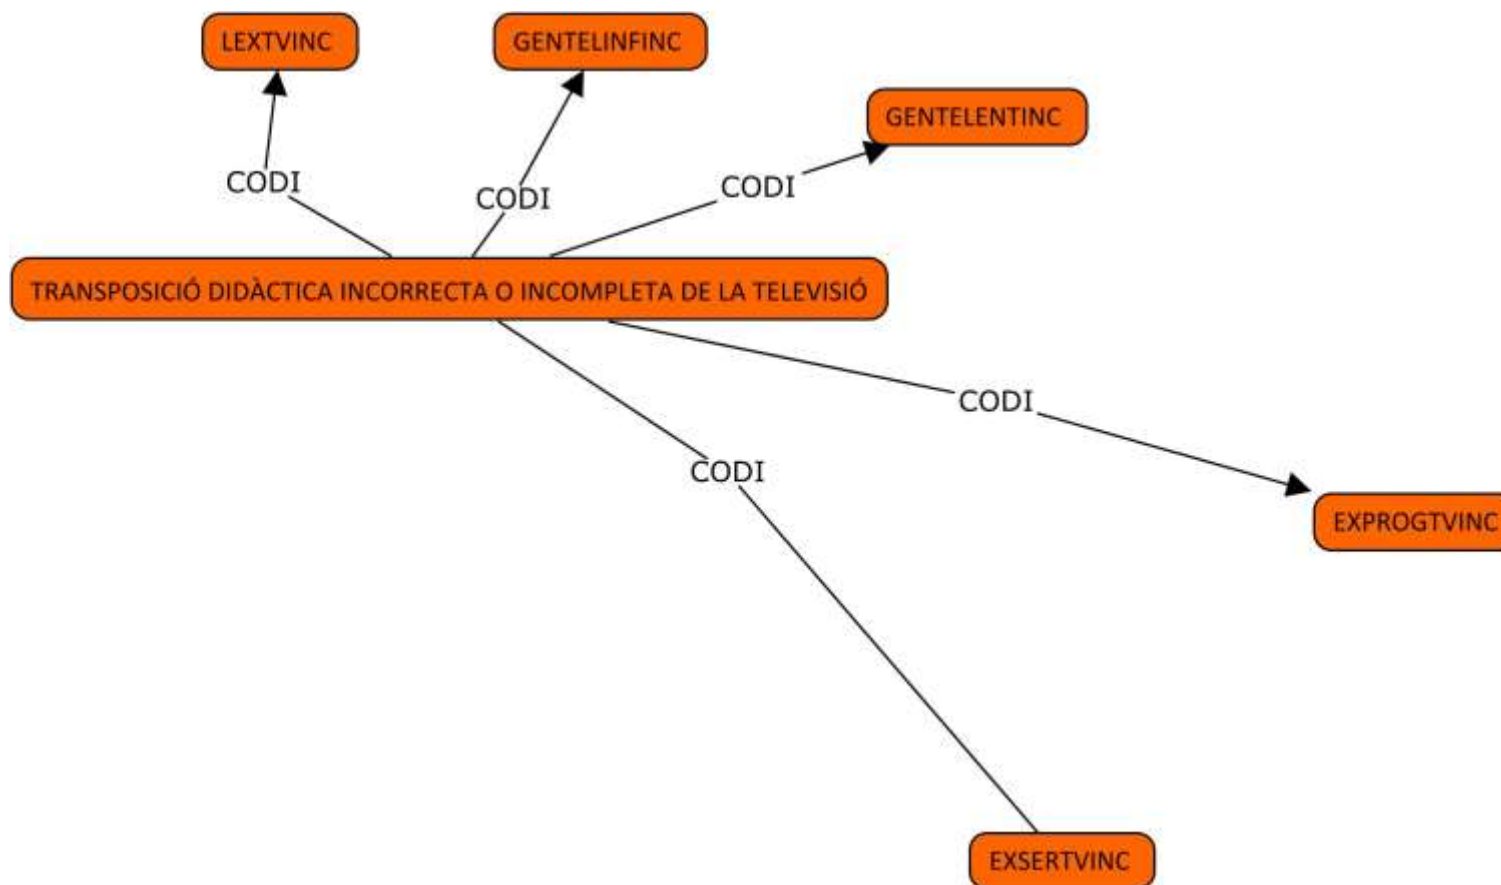 LEXTVINC
GENTELINFINC
GENTELENTINC
CODI
CODI
CODI
TRANSPOSICIÓ DIDÀCTICA INCORRECTA O INCOMPLETA DE LA TELEVISIÓ
CODI
CODI
EXPROGTVINC
EXSERTVINC